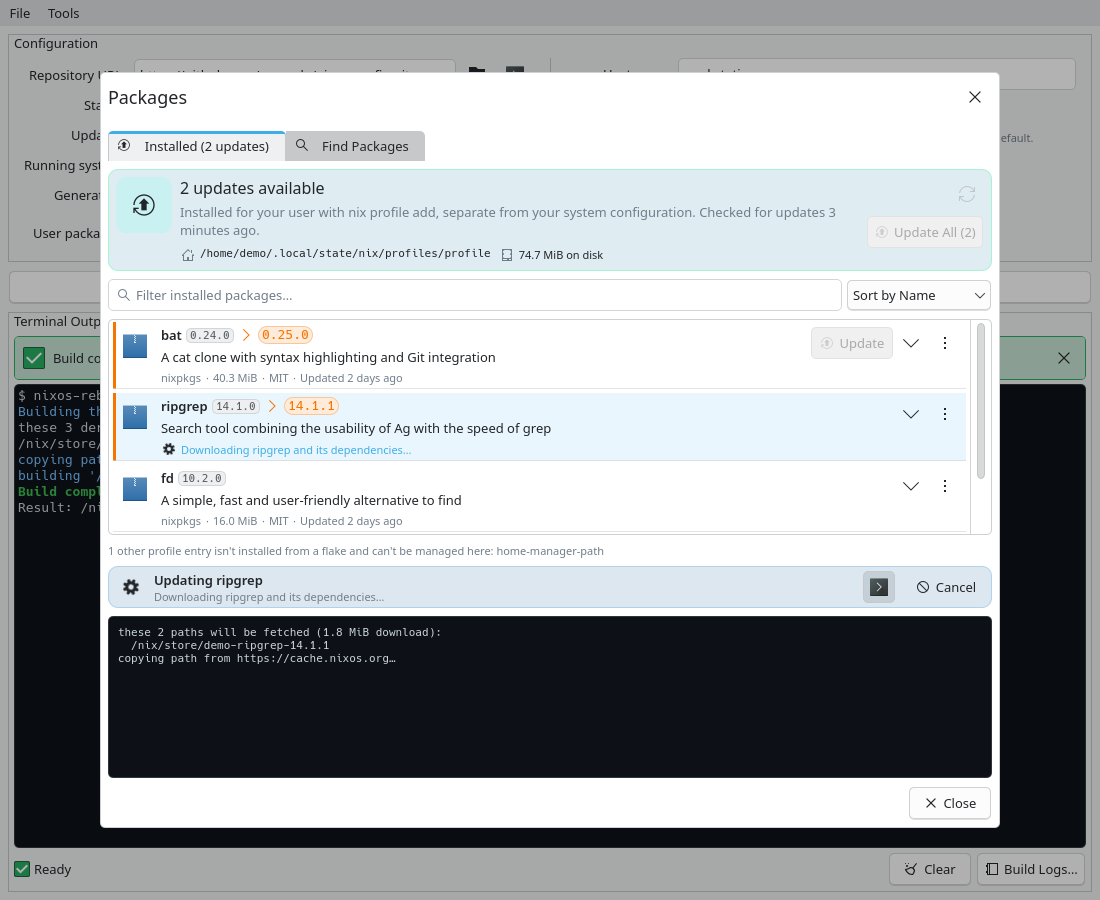 File Tools
Configuration
Repository
Packages
Installed (2 updates) Find Packages
efault.
Running
2 updates available
Installed for your user with nix profile add, separate from your system configuration. Checked for updates 3
minutes ago.
Update All (2)
/home/demo/.local/state/nix/profiles/profile 74.7 MiB on disk
User packa
Filter installed packages... Sort by Name
Terminal Outp
bat 0.24.0 0.25.0 Update
A cat clone with syntax highlighting and Git integration
nixpkgs · 40.3 MiB · MIT · Updated 2 days ago
Build co
$ nixos-reb
Building th
these 3 der
/nix/store/
copying pat
building '/
Build compl
Result: /ni
ripgrep 14.1.0 14.1.1
Search tool combining the usability of Ag with the speed of grep
Downloading ripgrep and its dependencies...
fd 10.2.0
A simple, fast and user-friendly alternative to find
nixpkgs · 16.0 MiB · MIT · Updated 2 days ago
1 other profile entry isn't installed from a flake and can't be managed here: home-manager-path
Updating ripgrep
Downloading ripgrep and its dependencies...
Cancel
these 2 paths will be fetched (1.8 MiB download):
/nix/store/demo-ripgrep-14.1.1
copying path from https://cache.nixos.org…
Close
Ready Clear Build Logs...